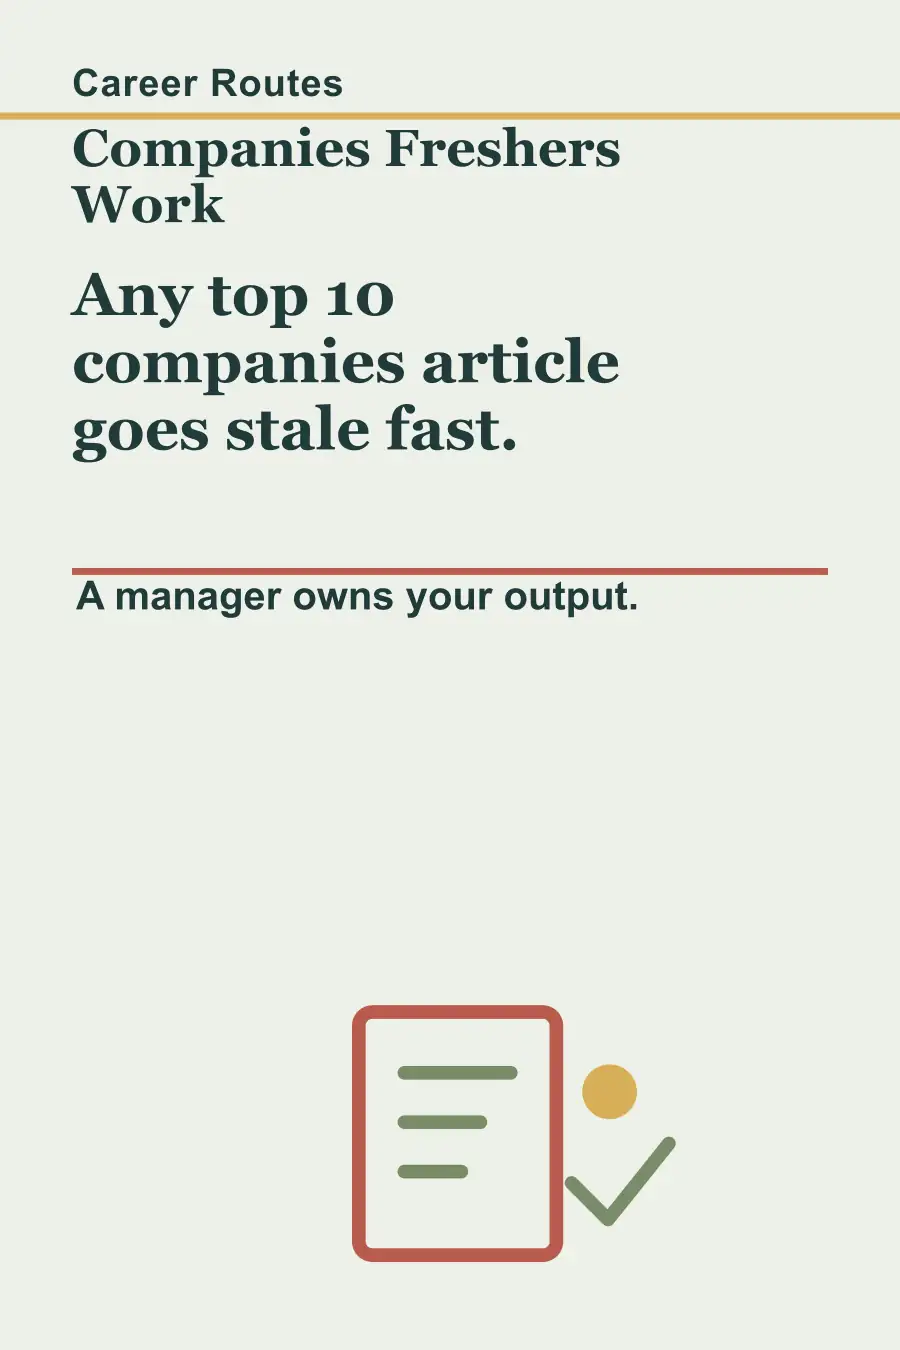 Career Routes
Companies Freshers
Work
Any top 10
companies article
goes stale fast.
A manager owns your output.